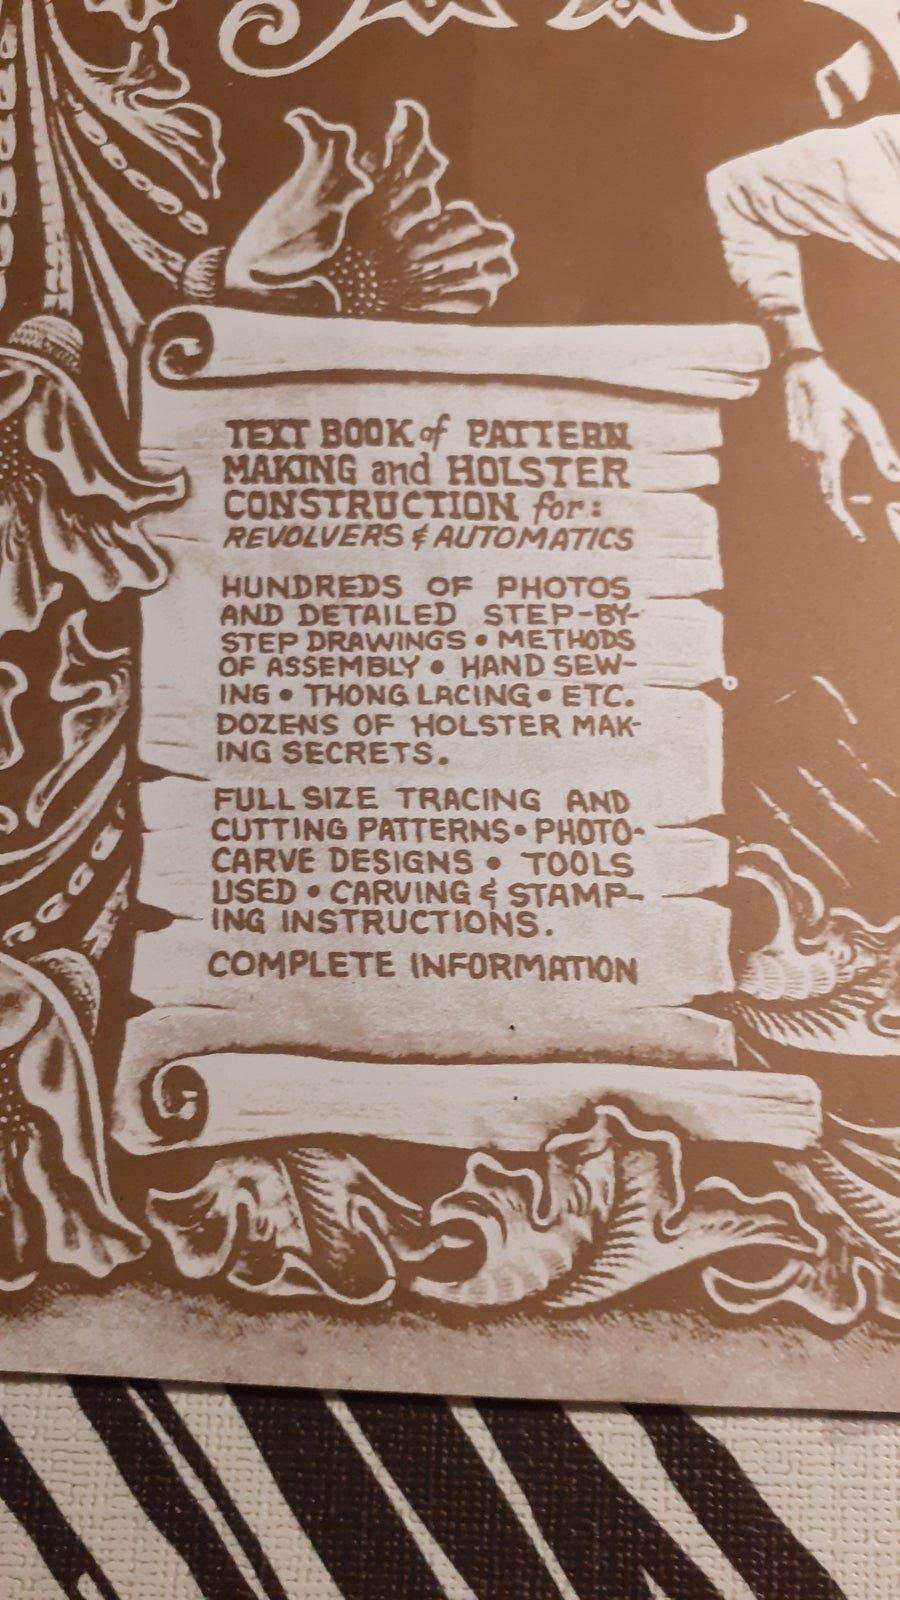 TEXT BOOK of PATTERN
MAKING and HOLSTER
CONSTRUCTION for:
REVOLVERS & AUTOMATICS
HUNDREDS OF PHOTOS
AND DETAILED STEP-BY-
STEP DRAWINGS • METHODS
OF ASSEMBLY • HAND SEW-
ING • THONG LACING • ETC.
DOZENS OF HOLSTER MAK-
ING SECRETS.
FULL SIZE TRACING AND
CUTTING PATTERNS • PHOTO-
CARVE DESIGNS • TOOLS
USED • CARVING & STAMP-
ING INSTRUCTIONS.
COMPLETE INFORMATION